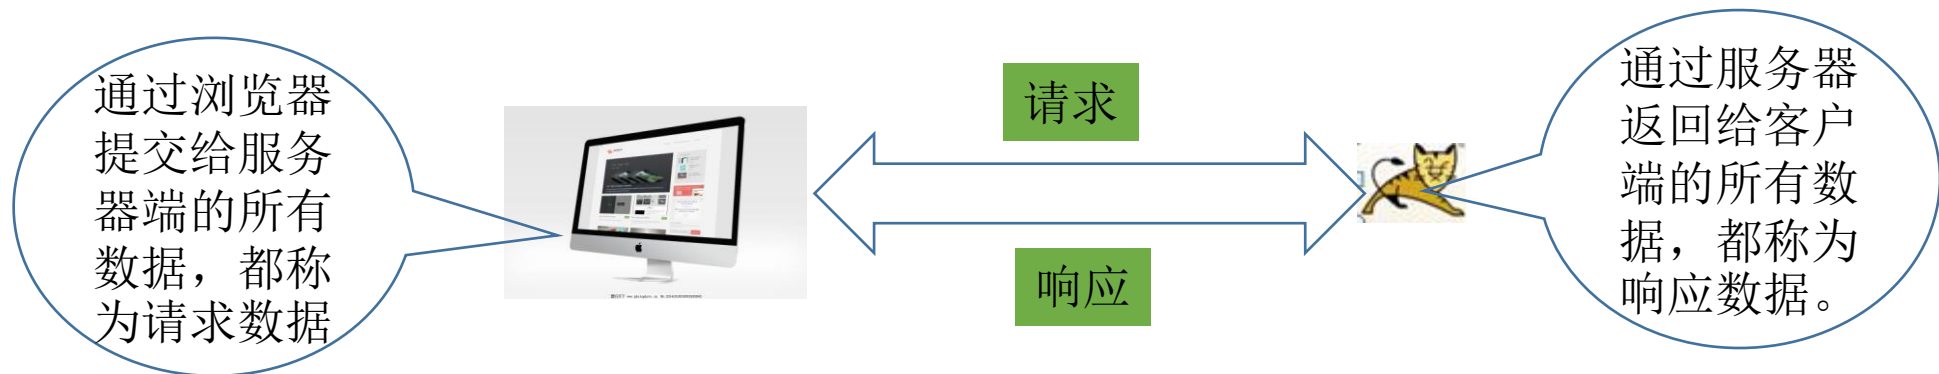 通过浏览器
提交给服务
器端的所有
数据，都称
为请求数据
请求
响应
通过服务器
返回给客户
端的所有数
据，都称为
响应数据。